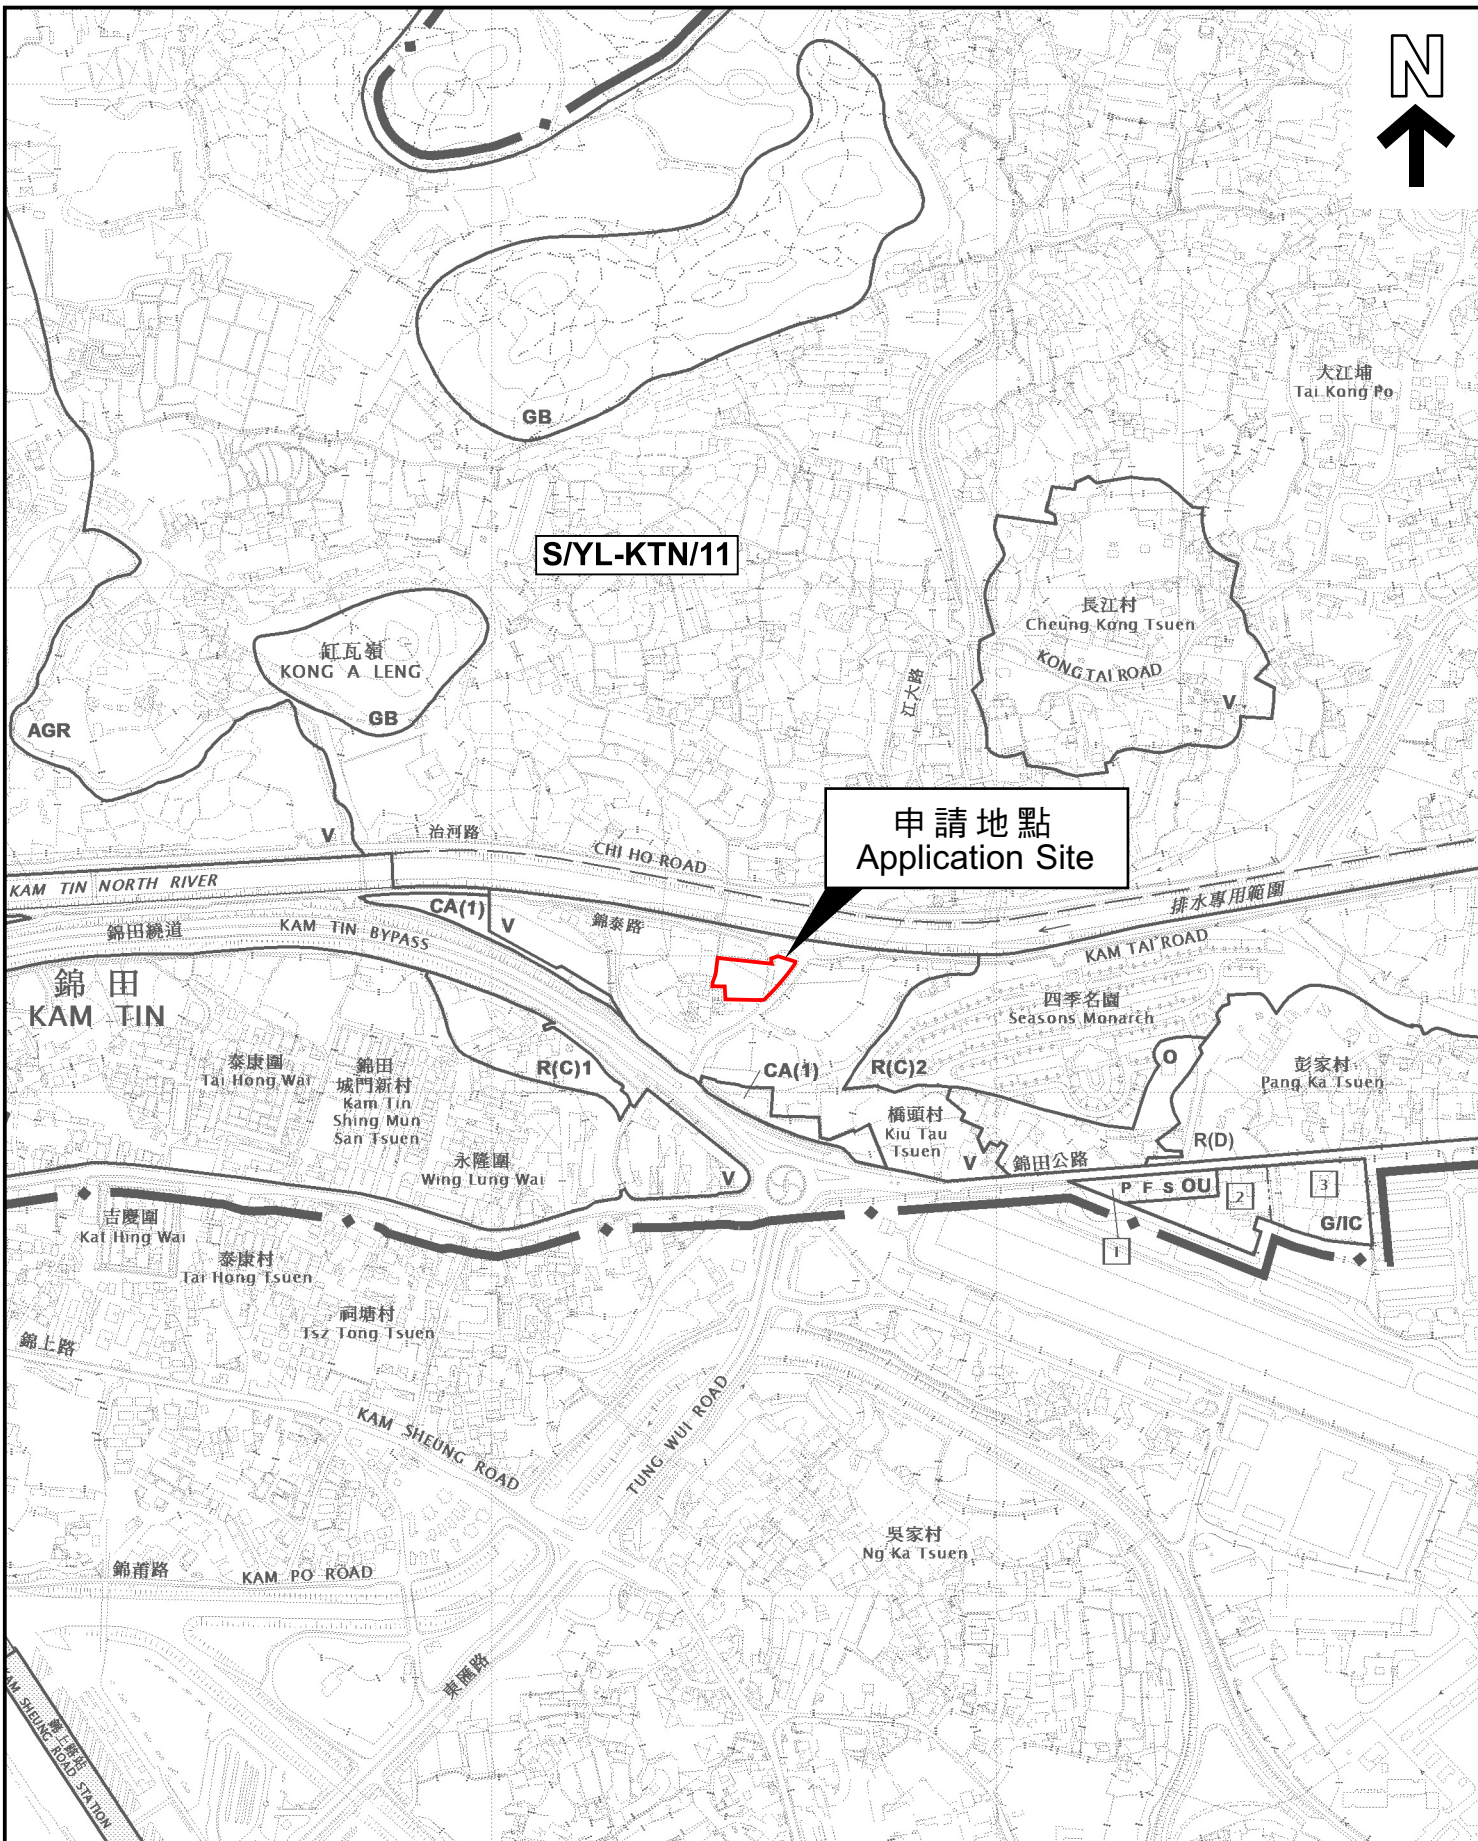 N
大江埔
Tai Kong Po
GB
S/YL-KTN/11
長江村
Cheung Kong Tsuen
KONG TAI ROAD
V
缸瓦嶺
KONG A LENG
GB
AGR
江大路
V
治河路
CHI HO ROAD
申請地點
Application Site
KAM TIN NORTH RIVER
CA(1)
V
錦泰路
排水專用範圍
錦田繞道
KAM TIN BYPASS
KAM TAI ROAD
錦田
KAM TIN
四季名園
Seasons Monarch
泰康圍
Tai Hong Wai
錦田
城門新村
Kam Tin
Shing Mun
San Tsuen
R(C)1
CA(1)
R(C)2
O
彭家村
Pang Ka Tsuen
橋頭村
Kiu Tau
Tsuen
V
R(D)
錦田公路
永隆圍
Wing Lung Wai
V
P F S OU
2
3
G/IC
1
吉慶圍
Kat Hing Wai
泰康村
Tai Hong Tsuen
祠塘村
Tsz Tong Tsuen
錦上路
KAM SHEUNG ROAD
TUNG WUI ROAD
吳家村
Ng Ka Tsuen
錦莆路
KAM PO ROAD
東匯路
錦上路站
KAM SHEUNG ROAD STATION